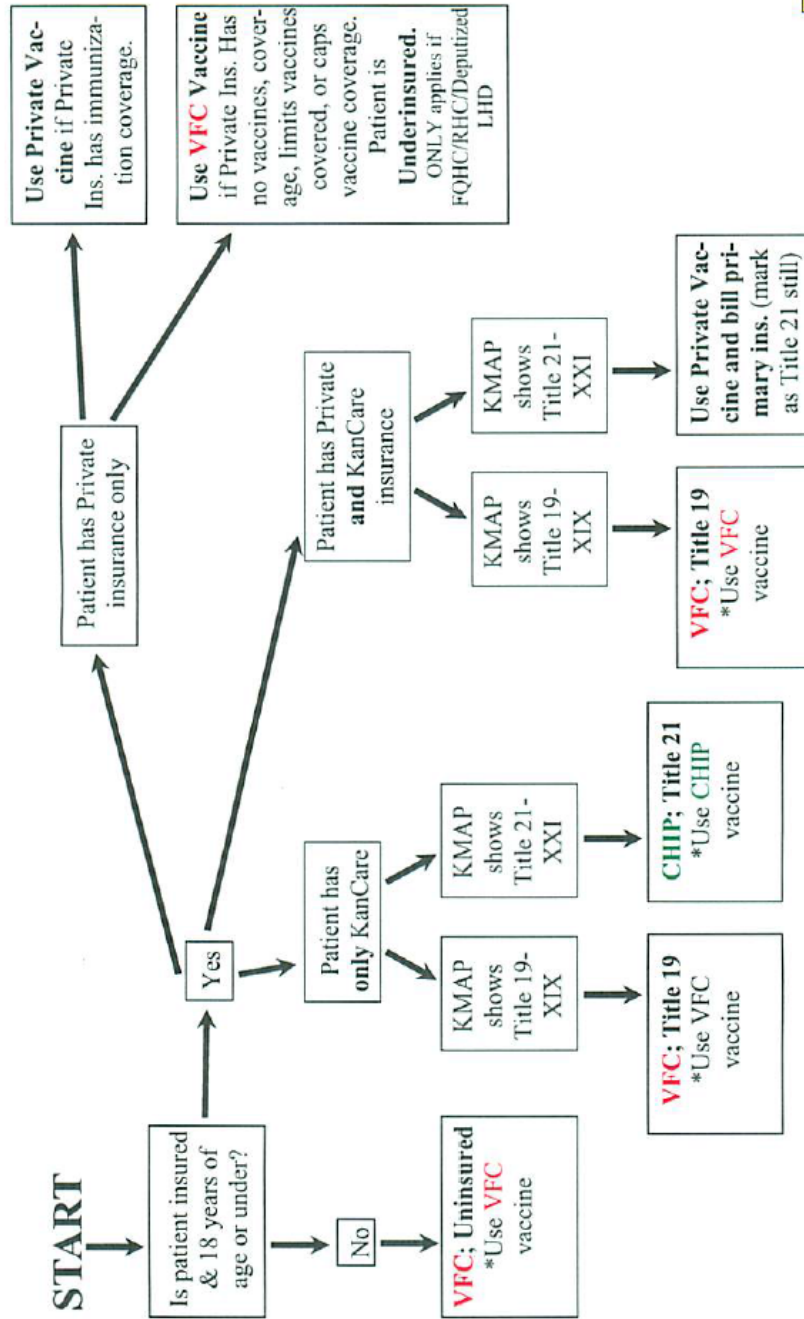 START
Is patient insured
& 18 years of
age or under?
No
VFC; Uninsured
*Use VFC
vaccine
Yes
Patient has
only KanCare
KMAP
shows
Title 19-
XIX
VFC; Title 19
*Use VFC
vaccine
KMAP
shows
Title 21-
XXI
CHIP; Title 21
*Use CHIP
vaccine
Patient has Private
and KanCare
insurance
KMAP
shows
Title 19-
XIX
VFC; Title 19
*Use VFC
vaccine
KMAP
shows
Title 21-
XXI
Use Private Vac-
cine and bill pri-
mary ins. (mark
as Title 21 still)
Patient has Private
insurance only
Use Private Vac-
cine if Private
Ins. has immuniza-
tion coverage.
Use VFC Vaccine
if Private Ins. Has
no vaccines, cover-
age, limits vaccines
covered, or caps
vaccine coverage.
Patient is
Underinsured.
ONLY applies if
FQHC/RHC/Deputized
LHD